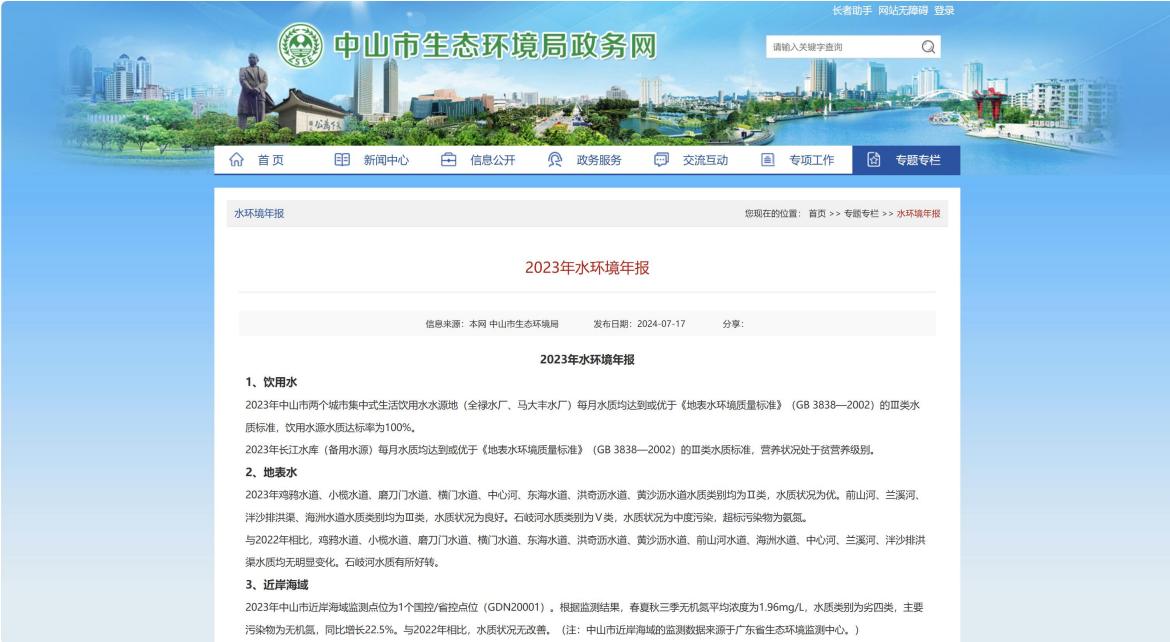 长者助手 网站无障碍 登录
ZSEE
中山市生态环境局政务网
请输入关键字查询
首页 新闻中心 信息公开 政务服务 交流互动 专项工作 专题专栏
水环境年报
您现在的位置: 首页 >> 专题专栏 >> 水环境年报
2023年水环境年报
信息来源:本网 中山市生态环境局 发布日期:2024-07-17 分享:
2023年水环境年报
1、饮用水
2023年中山市两个城市集中式生活饮用水水源地(全禄水厂、马大丰水厂)每月水质均达到或优于《地表水环境质量标准》(GB 3838—2002)的Ⅲ类水
质标准,饮用水源水质达标率为100%。
2023年长江水库(备用水源)每月水质均达到或优于《地表水环境质量标准》(GB 3838—2002)的Ⅲ类水质标准,营养状况处于贫营养级别。
2、地表水
2023年鸡鸦水道、小榄水道、磨刀门水道、横门水道、中心河、东海水道、洪奇沥水道、黄沙沥水道水质类别均为Ⅱ类,水质状况为优。前山河、兰溪河、
泮沙排洪渠、海洲水道水质类别均为Ⅲ类,水质状况为良好。石岐河水质类别为Ⅴ类,水质状况为中度污染,超标污染物为氨氮。
与2022年相比,鸡鸦水道、小榄水道、磨刀门水道、横门水道、东海水道、洪奇沥水道、黄沙沥水道、前山河水道、海洲水道、中心河、兰溪河、泮沙排洪
渠水质均无明显变化。石岐河水质有所好转。
3、近岸海域
2023年中山市近岸海域监测点位为1个国控/省控点位(GDN20001)。根据监测结果,春夏秋三季无机氮平均浓度为1.96mg/L,水质类别为劣四类,主要
污染物为无机氮,同比增长22.5%。与2022年相比,水质状况无改善。(注:中山市近岸海域的监测数据来源于广东省生态环境监测中心。)